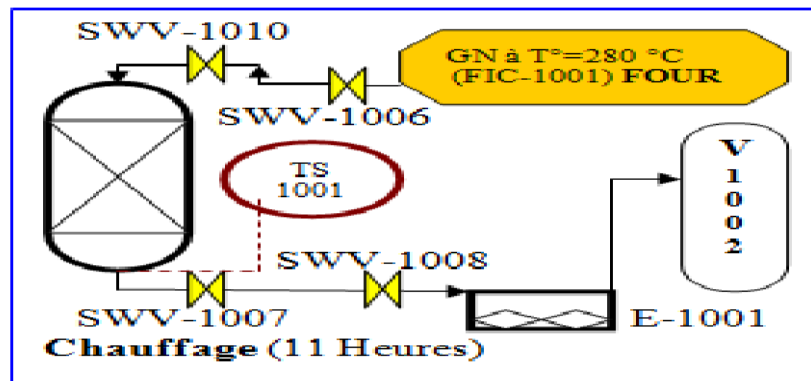 SWV-1010
GN à T°=280 °C
(FIC-1001) FOUR
SWV-1006
TS
1001
V
1
0
0
2
SWV-1008
SWV-1007
E-1001
Chauffage (11 Heures)